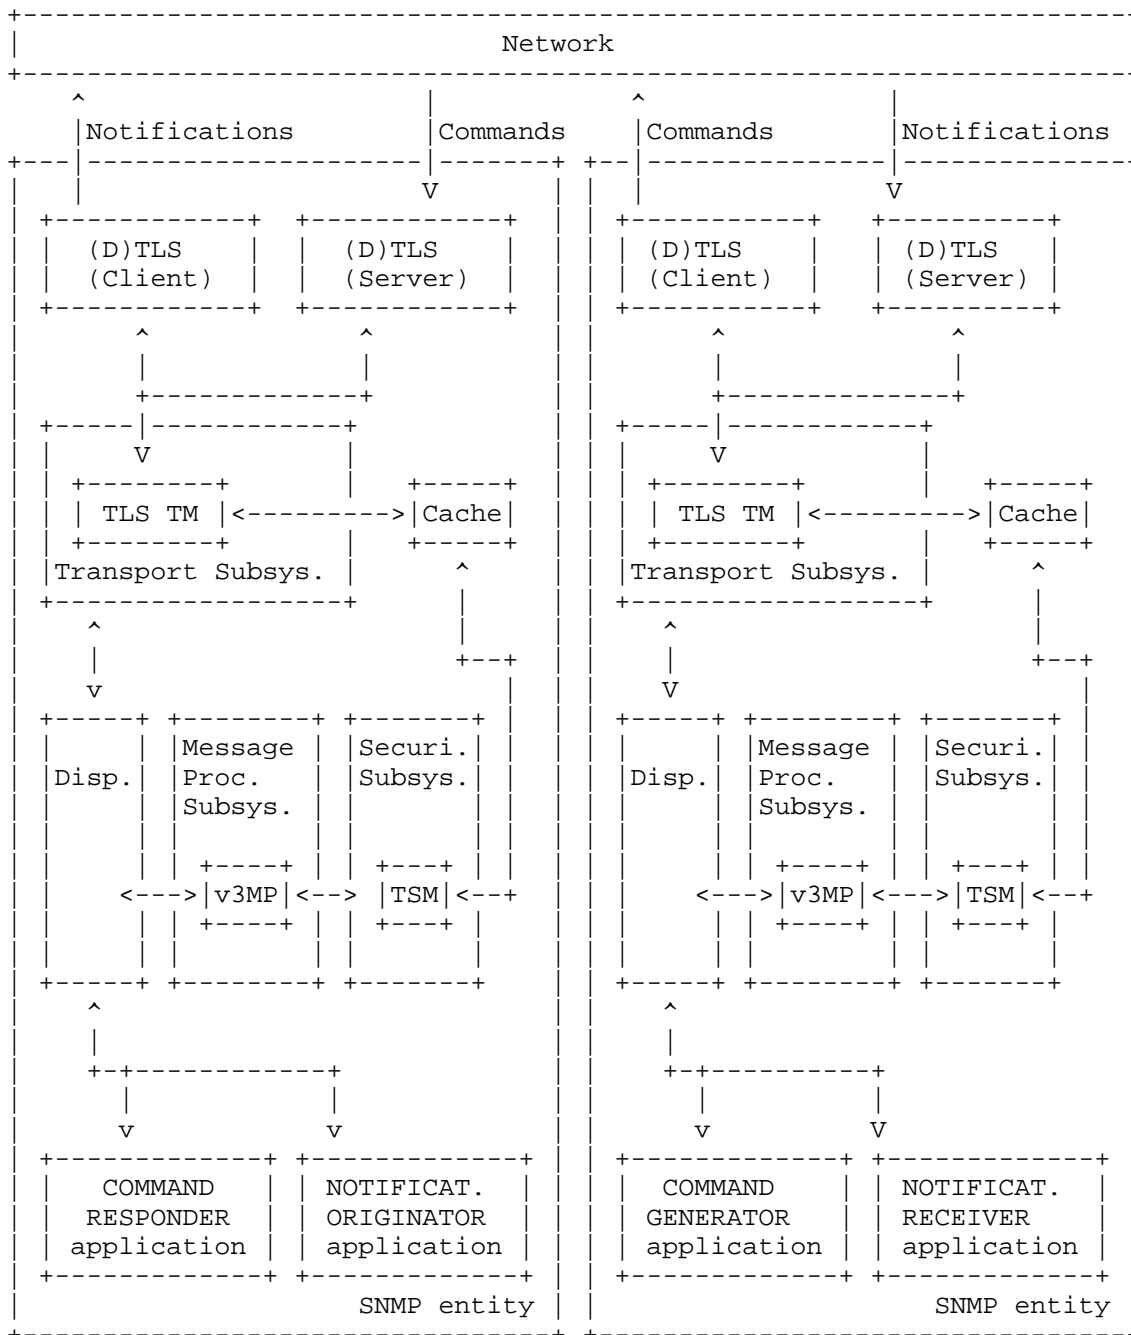 Network
Notifications Commands Commands Notifications
(D)TLS (D)TLS (D)TLS (D)TLS
(Client) (Server) (Client) (Server)
TLS TM Cache TLS TM Cache
Transport Subsys. Transport Subsys.
Message Securi. Message Securi.
Disp. Proc. Subsys. Disp. Proc. Subsys.
Subsys. Subsys.
v3MP TSM v3MP TSM
COMMAND NOTIFICAT. COMMAND NOTIFICAT.
RESPONDER ORIGINATOR GENERATOR RECEIVER
application application application application
SNMP entity SNMP entity